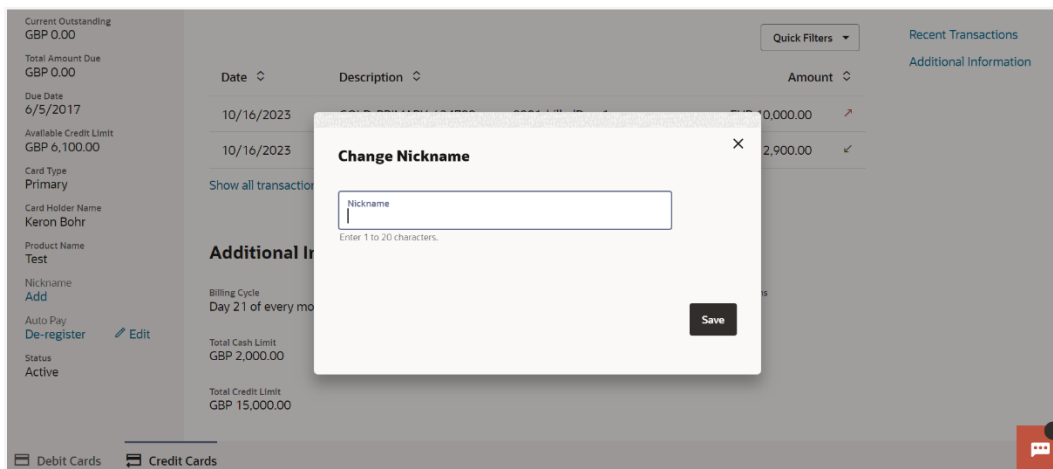 Current Outstanding
GBP 0.00
Total Amount Due
GBP 0.00
Due Date
6/5/2017
Available Credit Limit
GBP 6,100.00
Card Type
Primary
Card Holder Name
Keron Bohr
Product Name
Test
Nickname
Add
Auto Pay
De-register Edit
Status
Active
Quick Filters
Date Description Amount
10/16/2023
0,000.00
10/16/2023
2,900.00
Show all transaction
Additional I
Billing Cycle
Day 21 of every mo
Total Cash Limit
GBP 2,000.00
Total Credit Limit
GBP 15,000.00
Change Nickname
Nickname
Enter 1 to 20 characters.
Save
Recent Transactions
Additional Information
Debit Cards Credit Cards